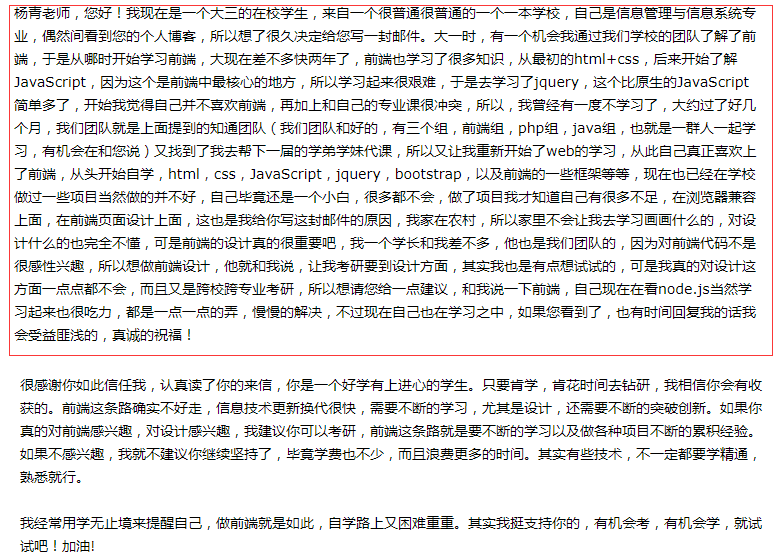 杨青老师，您好！我现在是一个大三的在校学生，来自一个很普通很普通的一个一本学校，自己是信息管理与信息系统专
业，偶然间看到您的个人博客，所以想了很久决定给您写一封邮件。大一时，有一个机会我通过我们学校的团队了解了前
端，于是从哪时开始学习前端，大现在差不多快两年了，前端也学习了很多知识，从最初的html+css，后来开始了解
JavaScript，因为这个是前端中最核心的地方，所以学习起来很艰难，于是去学习了jquery，这个比原生的JavaScript
简单多了，开始我觉得自己并不喜欢前端，再加上和自己的专业课很冲突，所以，我曾经有一度不学习了，大约过了好几
个月，我们团队就是上面提到的知通团队（我们团队和好的，有三个组，前端组，php组，java组，也就是一群人一起学
习，有机会在和您说）又找到了我去帮下一届的学弟学妹代课，所以又让我重新开始了web的学习，从此自己真正喜欢上
了前端，从头开始自学，html，css，JavaScript，jquery，bootstrap，以及前端的一些框架等等，现在也已经在学校
做过一些项目当然做的并不好，自己毕竟还是一个小白，很多都不会，做了项目我才知道自己有很多不足，在浏览器兼容
上面，在前端页面设计上面，这也是我给你写这封邮件的原因，我家在农村，所以家里不会让我去学习画画什么的，对设
计什么的也完全不懂，可是前端的设计真的很重要吧，我一个学长和我差不多，他也是我们团队的，因为对前端代码不是
很感性兴趣，所以想做前端设计，他就和我说，让我考研要到设计方面，其实我也是有点想试试的，可是我真的对设计这
方面一点点都不会，而且又是跨校跨专业考研，所以想请您给一点建议，和我说一下前端，自己现在在看node.js当然学
习起来也很吃力，都是一点一点的弄，慢慢的解决，不过现在自己也在学习之中，如果您看到了，也有时间回复我的话我
会受益匪浅的，真诚的祝福！
很感谢你如此信任我，认真读了你的来信，你是一个好学有上进心的学生。只要肯学，肯花时间去钻研，我相信你会有收
获的。前端这条路确实不好走，信息技术更新换代很快，需要不断的学习，尤其是设计，还需要不断的突破创新。如果你
真的对前端感兴趣，对设计感兴趣，我建议你可以考研，前端这条路就是要不断的学习以及做各种项目不断的累积经验。
如果不感兴趣，我就不建议你继续坚持了，毕竟学费也不少，而且浪费更多的时间。其实有些技术，不一定都要学精通，
熟悉就行。
我经常用学无止境来提醒自己，做前端就是如此，自学路上又困难重重。其实我挺支持你的，有机会考，有机会学，就试
试吧！加油!